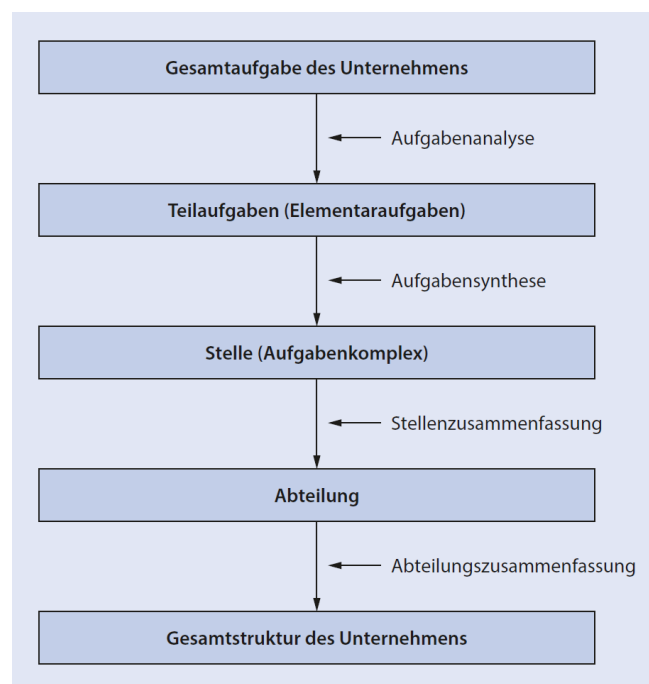 Gesamtaufgabe des Unternehmens
Aufgabenanalyse
Teilaufgaben (Elementaraufgaben)
Aufgabensynthese
Stelle (Aufgabenkomplex)
Stellenzusammenfassung
Abteilung
Abteilungszusammenfassung
Gesamtstruktur des Unternehmens